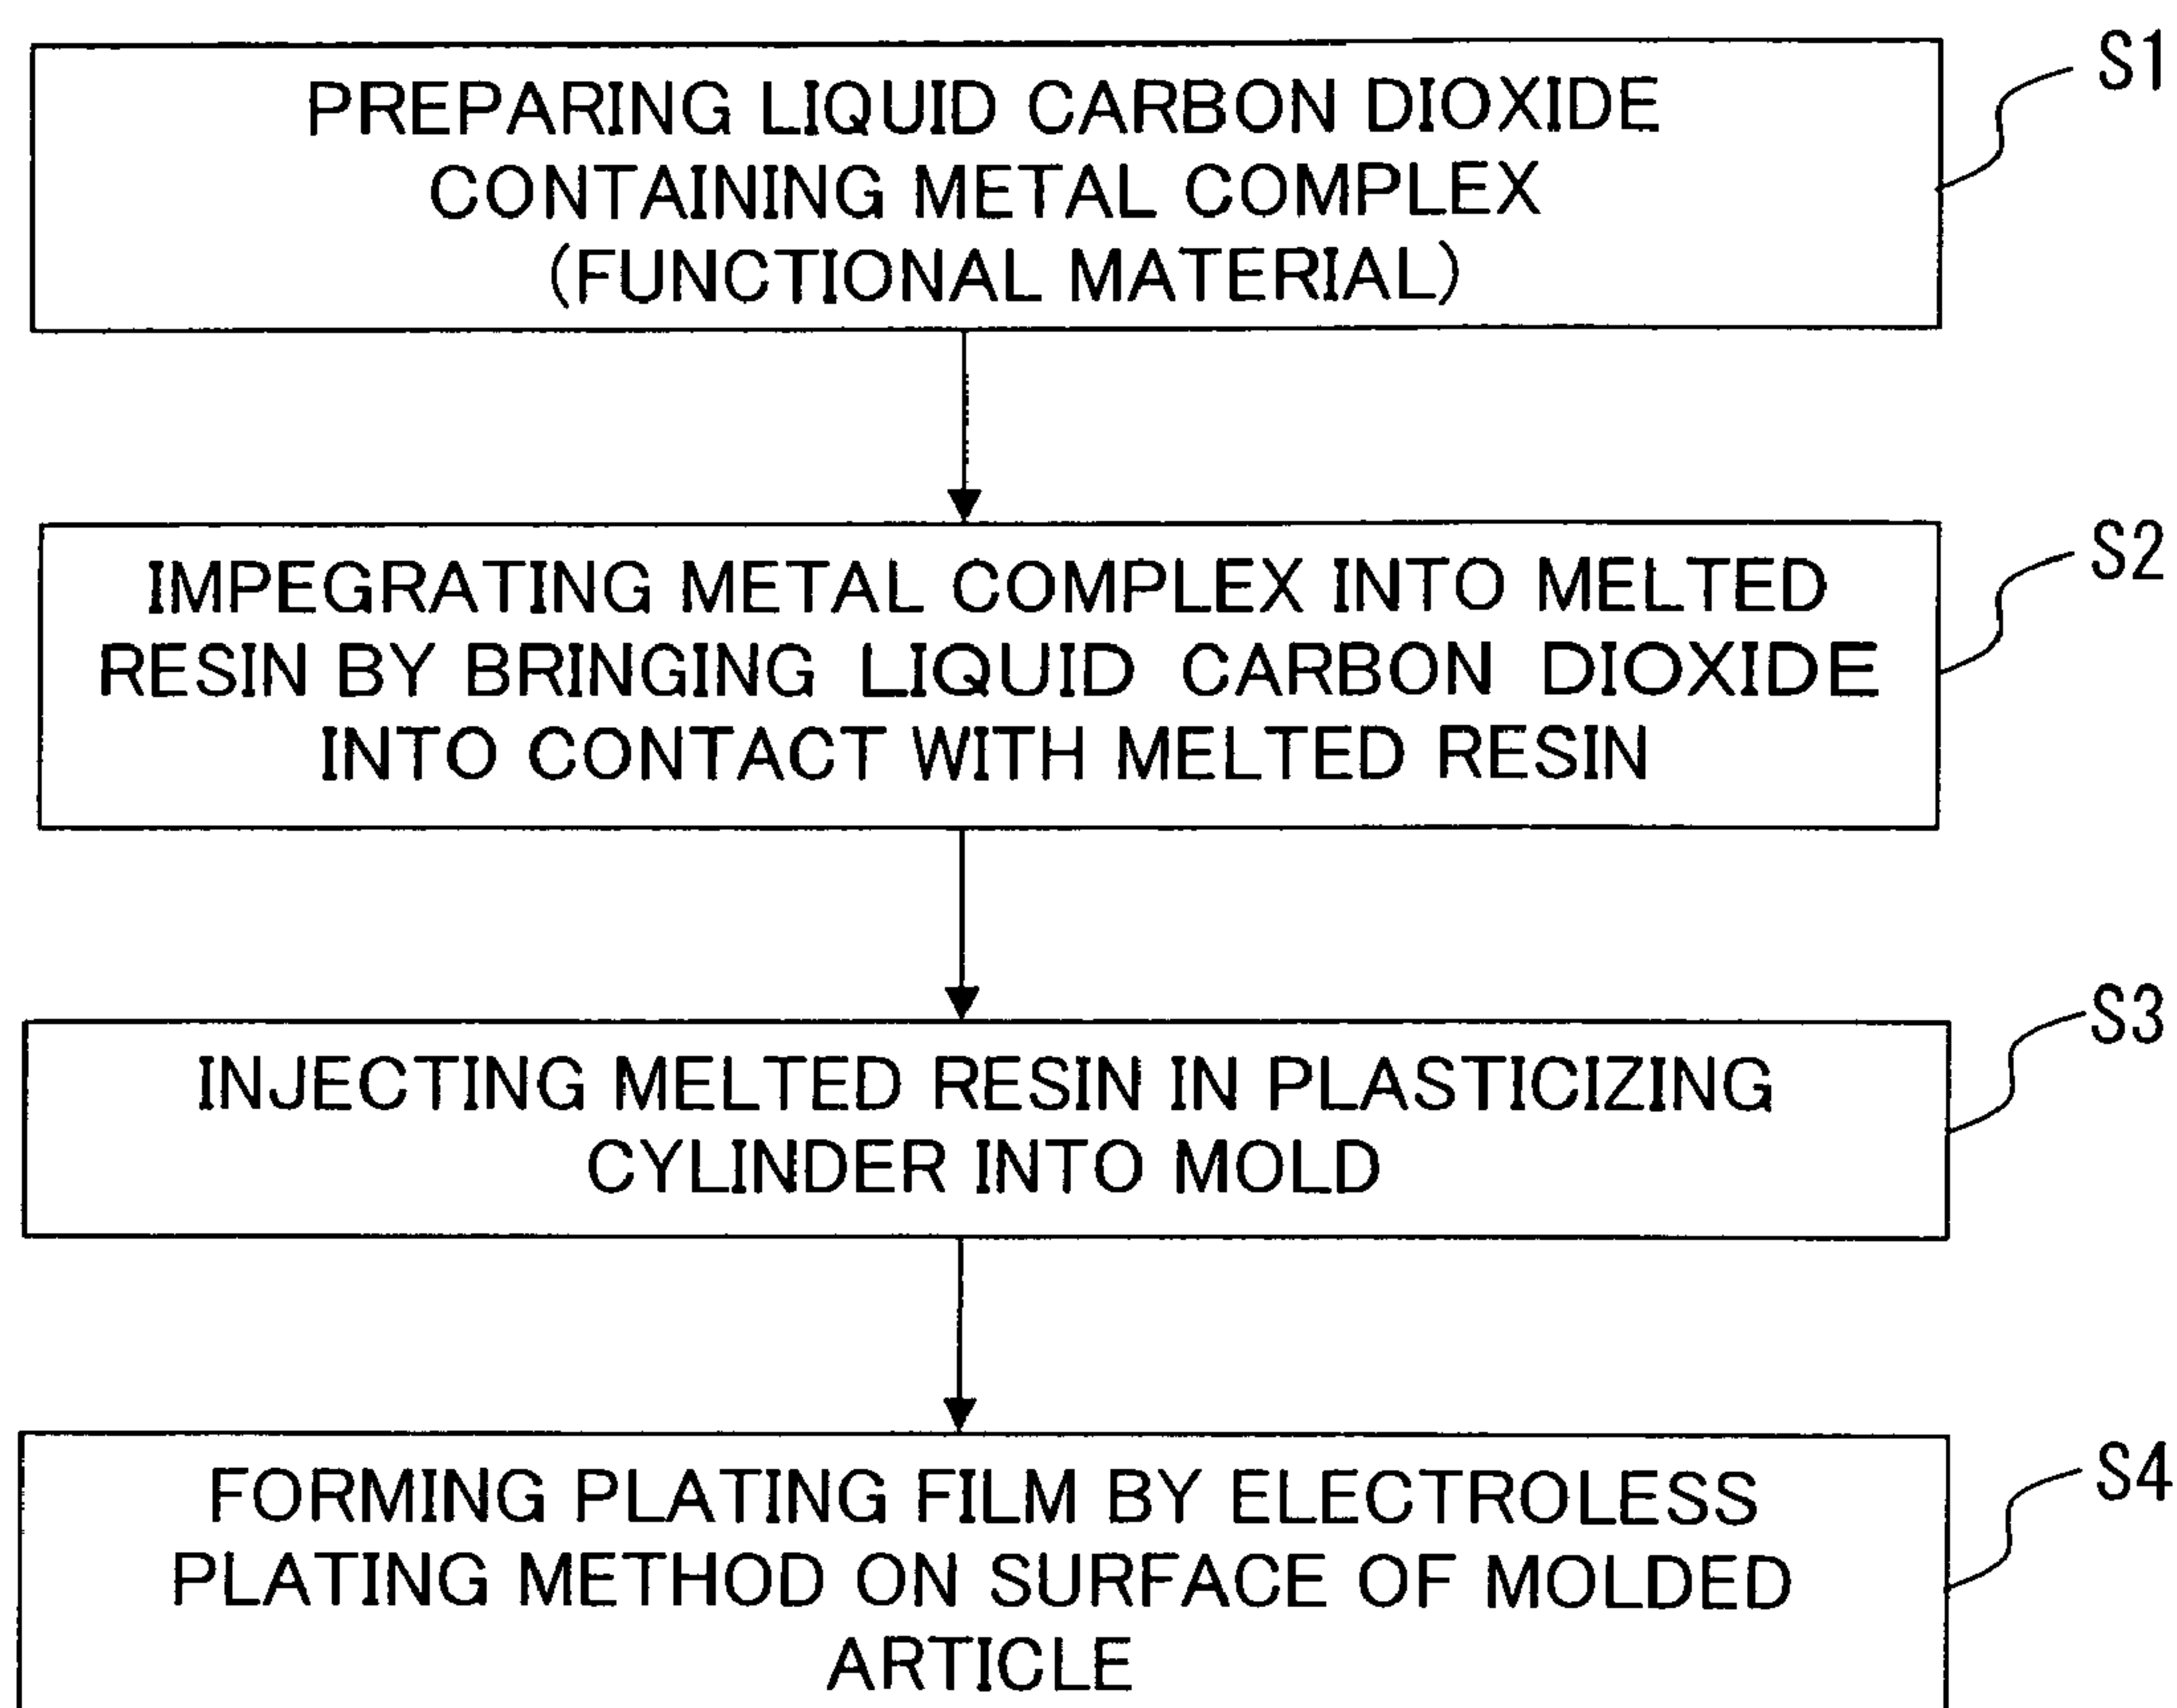 S1
PREPARING LIQUID CARBON DIOXIDE
CONTAINING METAL COMPLEX
(FUNCTIONAL MATERIAL)
S2
IMPEGRATING METAL COMPLEX INTO MELTED
RESIN BY BRINGING LIQUID CARBON DIOXIDE
INTO CONTACT WITH MELTED RESIN
S3
INJECTING MELTED RESIN IN PLASTICIZING
CYLINDER INTO MOLD
S4
FORMING PLATING FILM BY ELECTROLESS
PLATING METHOD ON SURFACE OF MOLDED
ARTICLE